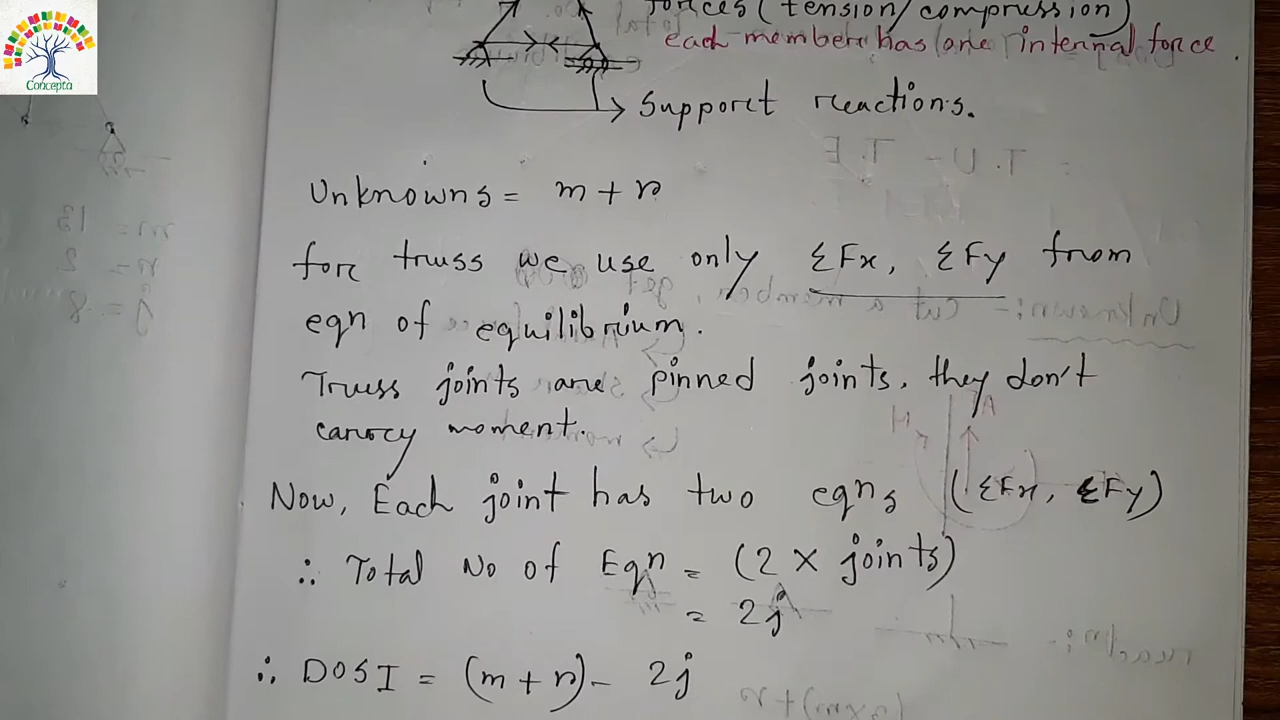 Concepta
forces (tension/compression)
each member has one internal force.
Support reactions.
Unknowns = m + r
for truss we use only ΣFx, ΣFy from
eqn of equilibrium.
Truss joints are pinned joints, they don't
carry moment.
Now, Each joint has two eqns (ΣFx, ΣFy)
∴ Total No of Eqn = (2 × joints)
= 2j
∴ DOSI = (m + r) - 2j